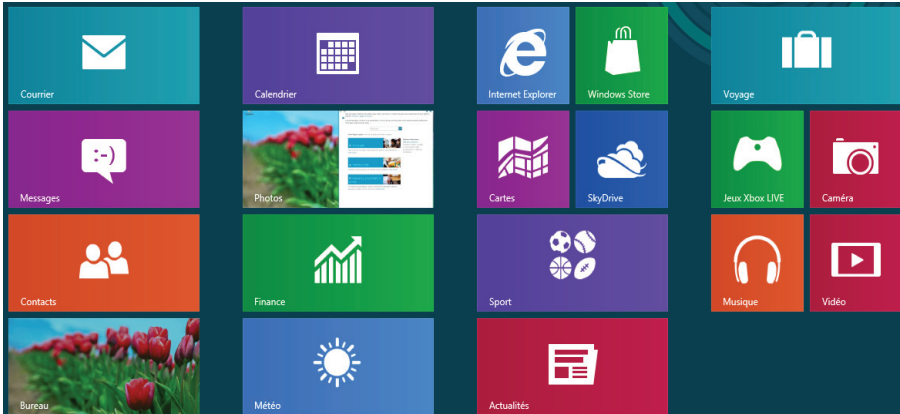 Courrier
Calendrier
Internet Explorer
Windows Store
Voyage
Messages
Photos
Cartes
SkyDrive
Jeux Xbox LIVE
Caméra
Contacts
Finance
Sport
Musique
Vidéo
Bureau
Météo
Actualités